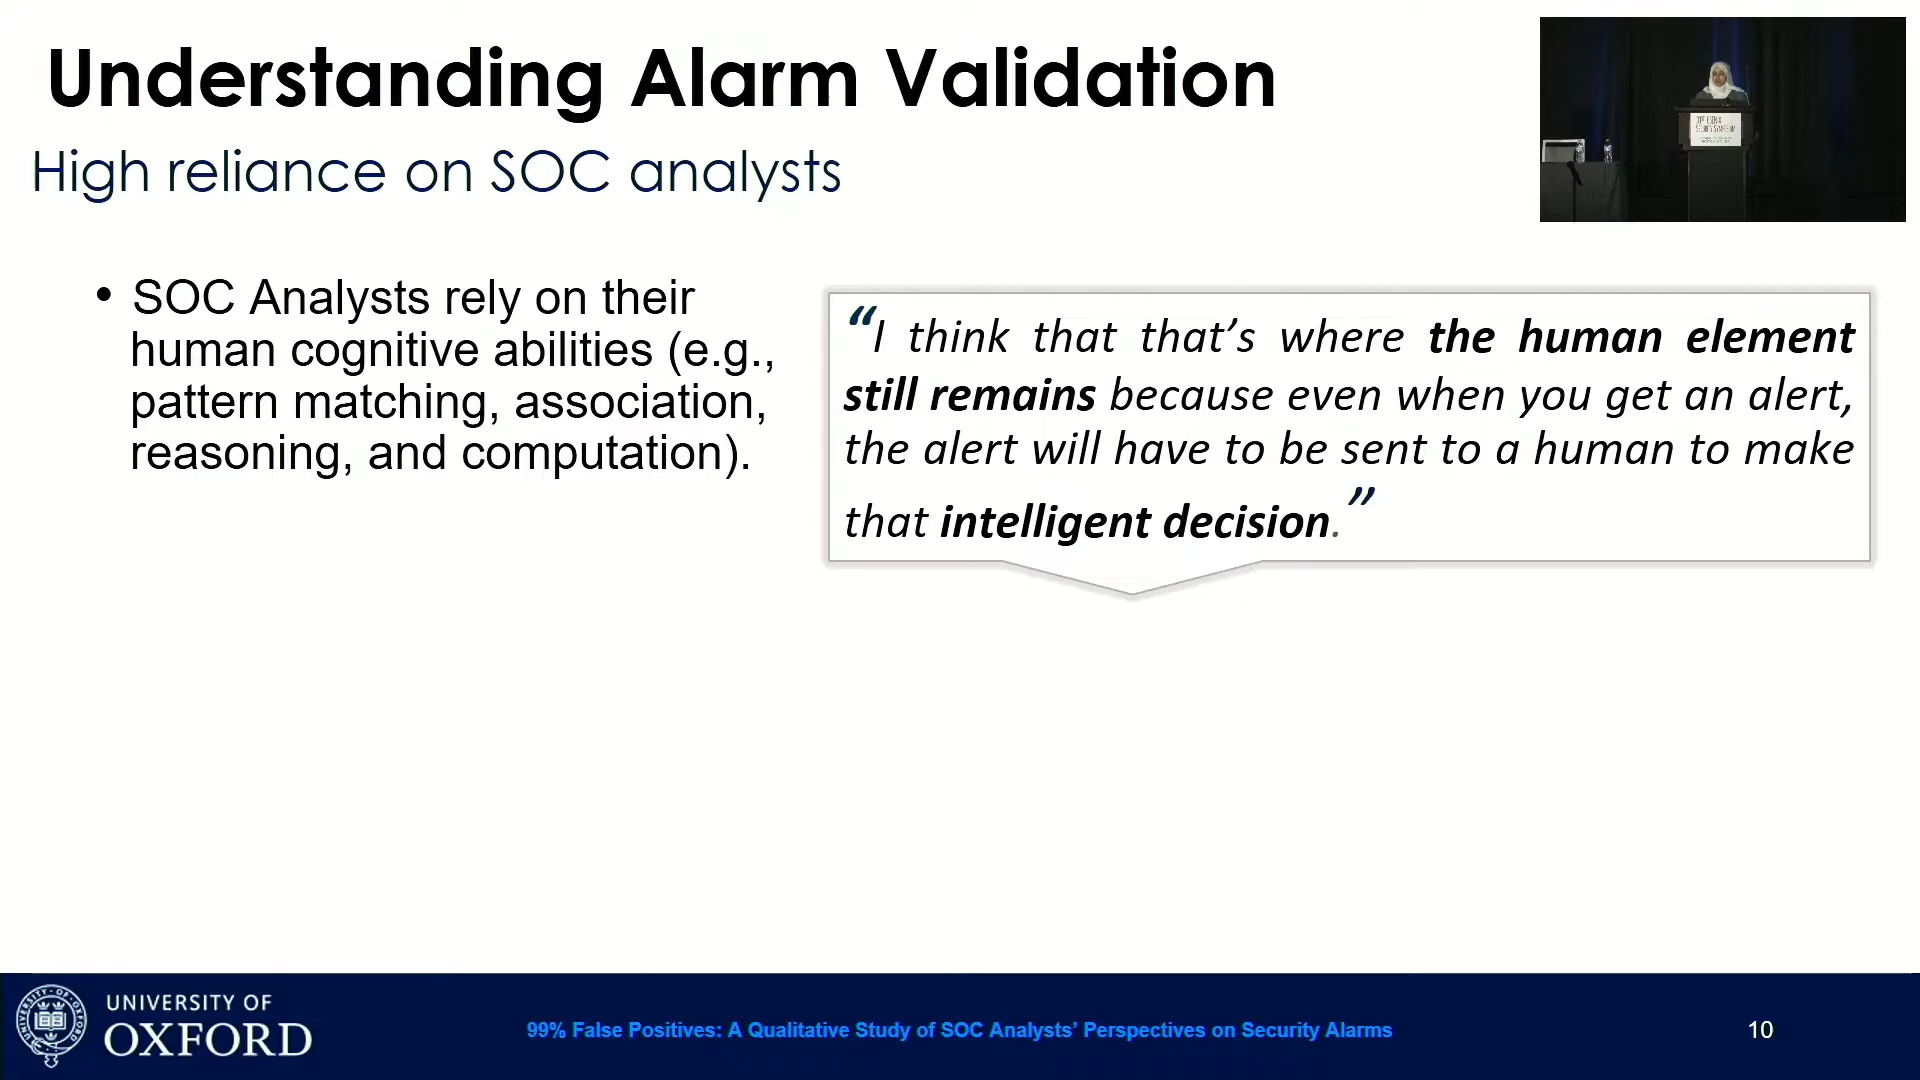 Understanding Alarm Validation
High reliance on SOC analysts
• SOC Analysts rely on their
human cognitive abilities (e.g.,
pattern matching, association,
reasoning, and computation).
“I think that that’s where the human element
still remains because even when you get an alert,
the alert will have to be sent to a human to make
that intelligent decision.”
SECURITY SYMPOSIUM
UNIVERSITY OF
OXFORD
99% False Positives: A Qualitative Study of SOC Analysts’ Perspectives on Security Alarms
10